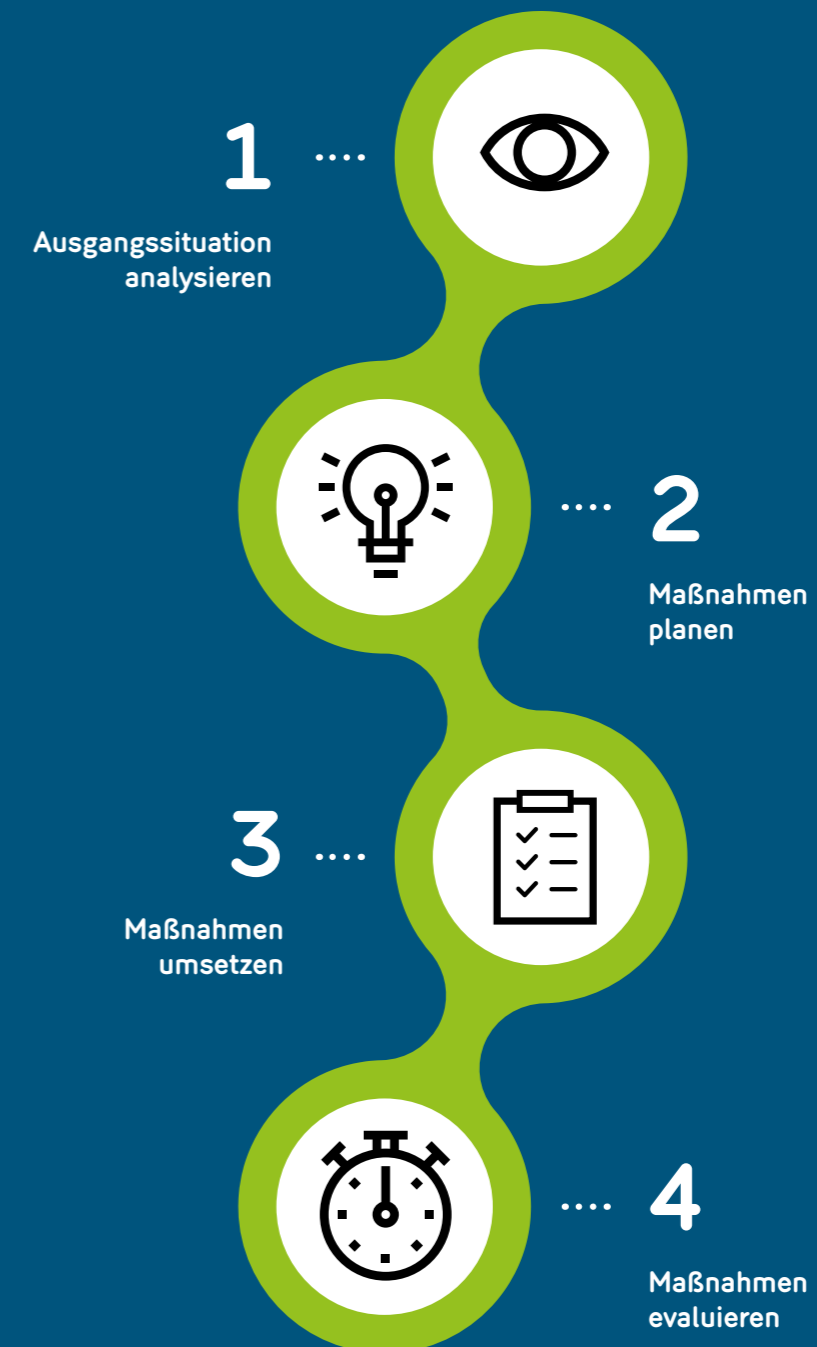 1
Ausgangssituation
analysieren
2
Maßnahmen
planen
3
Maßnahmen
umsetzen
4
Maßnahmen
evaluieren